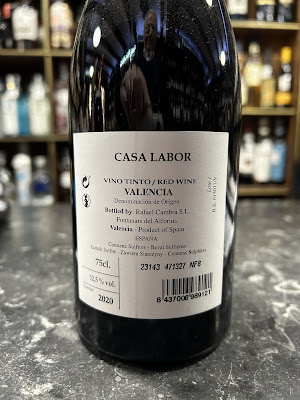 CASA LABOR
VINO TINTO / RED WINE
VALENCIA
Denominación de Origen
Bottled by. Rafael Cambra S.L.
Fontanars del Alforins
Valencia - Product of Spain
ESPAÑA
Contiene Sulfitos - Bevat Sulfieten
Enthält Sulfite - Zawiera Siarczyny - Contains Sulphites
75cl.
23143 471327 NF8
12,5 % vol.
2020
8 437000 989121